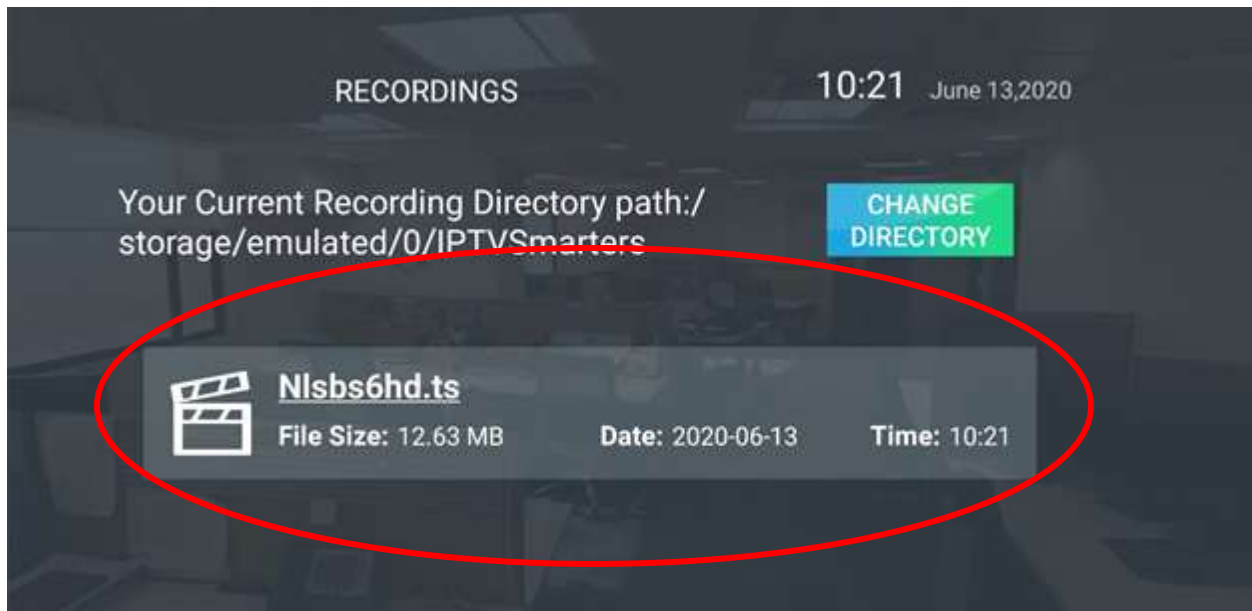 RECORDINGS
10:21 June 13,2020
Your Current Recording Directory path:/
storage/emulated/0/IPTVSmarters
CHANGE
DIRECTORY
Nlsbs6hd.ts
File Size: 12.63 MB Date: 2020-06-13 Time: 10:21